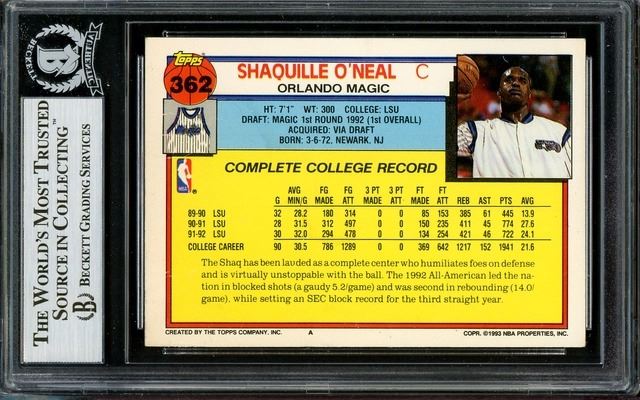 BECKETT
AUTHENTIC
BECKETT
THE WORLD'S MOST TRUSTED
SOURCE IN COLLECTING™
BECKETT GRADING SERVICES
Topps
362
SHAQUILLE O'NEAL C
ORLANDO MAGIC
HT: 7'1" WT: 300 COLLEGE: LSU
DRAFT: MAGIC 1st ROUND 1992 (1st OVERALL)
ACQUIRED: VIA DRAFT
BORN: 3-6-72, NEWARK, NJ
NBA
COMPLETE COLLEGE RECORD
AVG FG FG 3 PT 3 PT FT FT
G MIN/G MADE ATT MADE ATT MADE ATT REB AST PTS AVG
89-90 LSU 32 28.2 180 314 0 0 85 153 385 61 445 13.9
90-91 LSU 28 31.5 312 497 0 0 150 235 411 45 774 27.6
91-92 LSU 30 32.0 294 478 0 0 134 254 421 46 722 24.1
COLLEGE CAREER 90 30.5 786 1289 0 0 369 642 1217 152 1941 21.6
The Shaq has been lauded as a complete center who humiliates foes on defense
and is virtually unstoppable with the ball. The 1992 All-American led the na-
tion in blocked shots (a gaudy 5.2/game) and was second in rebounding (14.0/
game), while setting an SEC block record for the third straight year.
CREATED BY THE TOPPS COMPANY, INC. A COPR. ©1993 NBA PROPERTIES, INC.